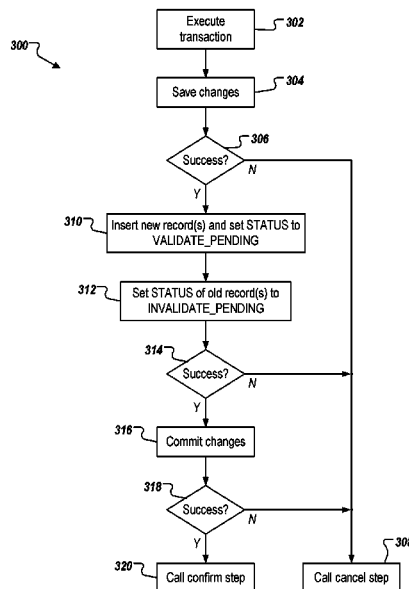 300
Execute
transaction
302
Save changes
304
306
Success?
N
Y
310
Insert new record(s) and set STATUS to
VALIDATE_PENDING
312
Set STATUS of old record(s) to
INVALIDATE_PENDING
314
Success?
N
Y
316
Commit changes
318
Success?
N
Y
320
Call confirm step
Call cancel step